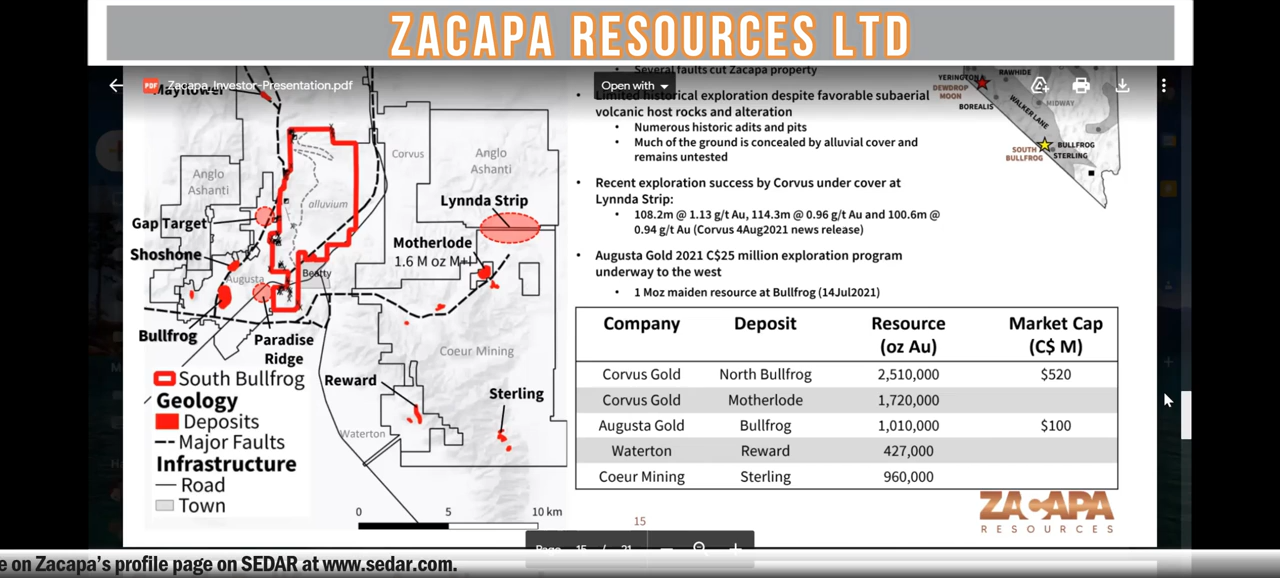 ZACAPA RESOURCES LTD
Zacapa_Investor-Presentation.pdf
Open with
Mayflower
Anglo
Ashanti
Corvus
Anglo
Ashanti
Lynnda Strip
Gap Target
alluvium
Motherlode
1.6 M oz M+I
Shoshone
Augusta
Beatty
Bullfrog
Paradise
Ridge
Coeur Mining
Reward
Sterling
Waterton
South Bullfrog
Geology
Deposits
Major Faults
Infrastructure
Road
Town
0 5 10 km
Several faults cut Zacapa property
• Limited historical exploration despite favorable subaerial
volcanic host rocks and alteration
• Numerous historic adits and pits
• Much of the ground is concealed by alluvial cover and
remains untested
• Recent exploration success by Corvus under cover at
Lynnda Strip:
• 108.2m @ 1.13 g/t Au, 114.3m @ 0.96 g/t Au and 100.6m @
0.94 g/t Au (Corvus 4Aug2021 news release)
• Augusta Gold 2021 C$25 million exploration program
underway to the west
• 1 Moz maiden resource at Bullfrog (14Jul2021)
YERINGTON
RAWHIDE
DEWDROP
MOON
BOREALIS
WALKER LANE
MIDWAY
SOUTH
BULLFROG
BULLFROG
STERLING
Company Deposit Resource Market Cap
(oz Au) (C$ M)
Corvus Gold North Bullfrog 2,510,000 $520
Corvus Gold Motherlode 1,720,000
Augusta Gold Bullfrog 1,010,000 $100
Waterton Reward 427,000
Coeur Mining Sterling 960,000
15
ZACAPA
RESOURCES
Page 15 / 21
e on Zacapa's profile page on SEDAR at www.sedar.com.